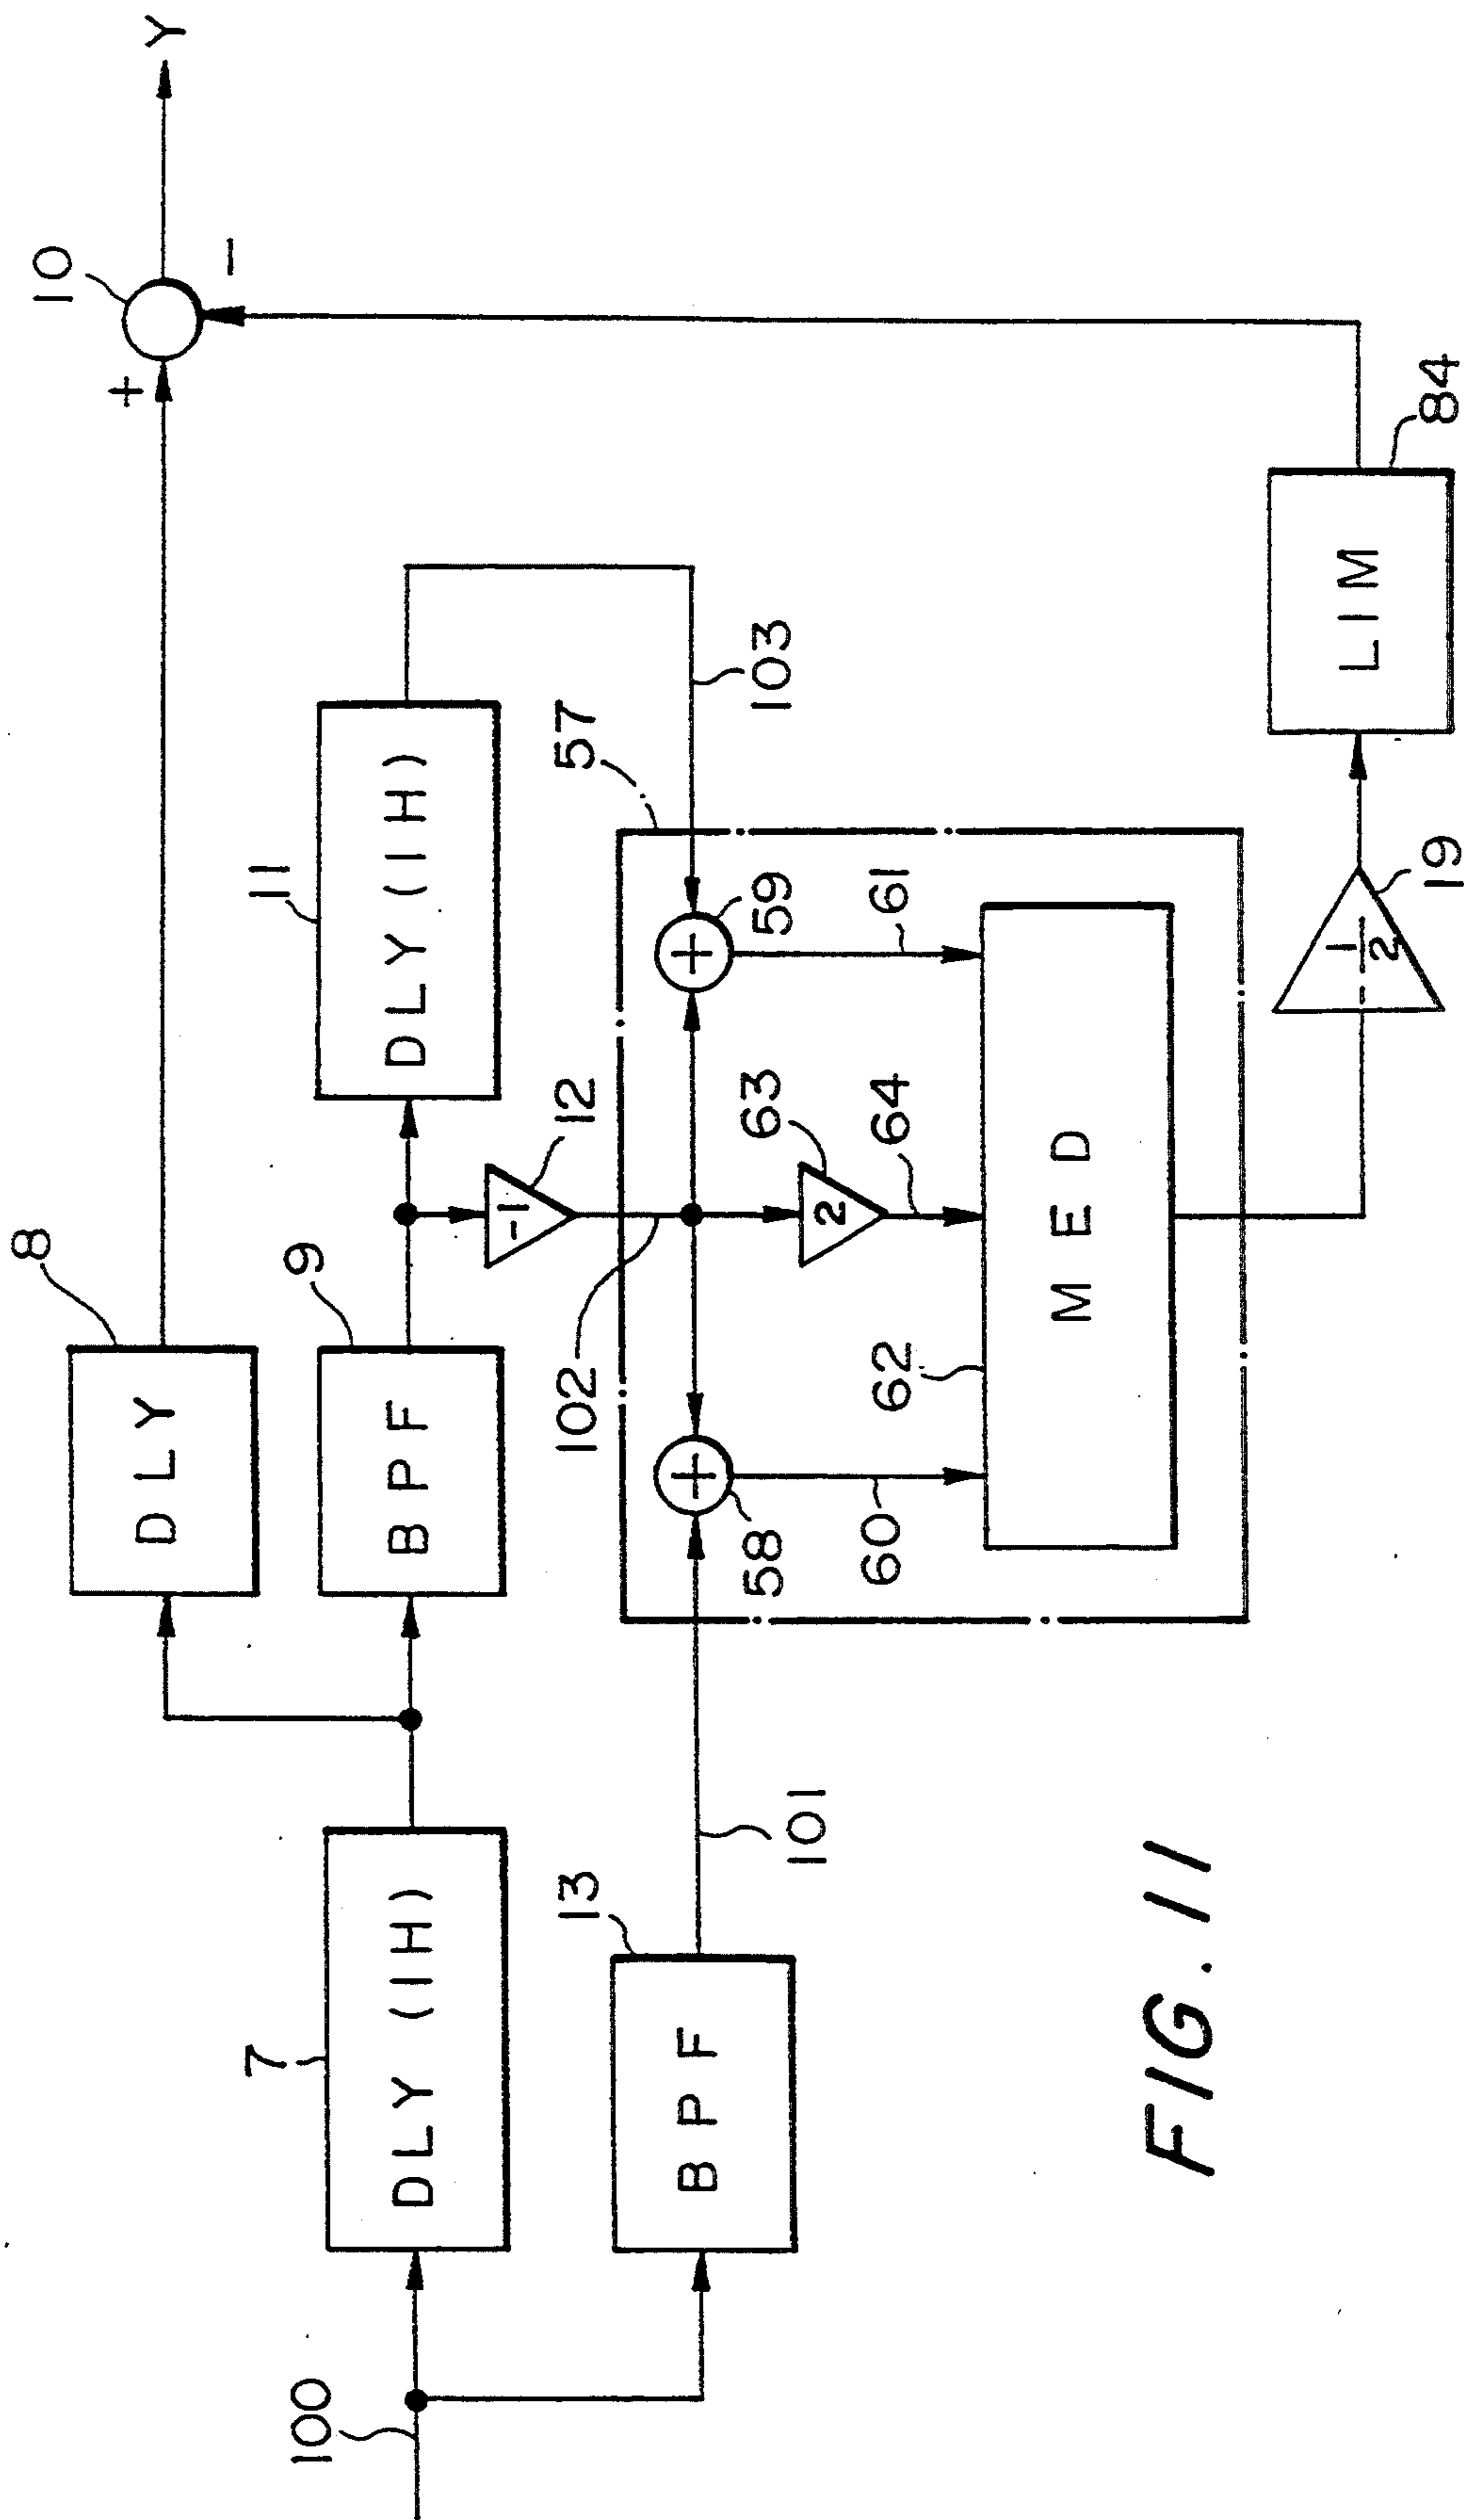 100
7
DLY (1H)
13
BPF
101
8
DLY
9
BPF
11
DLY(1H)
-1
12
102
103
57
58
59
60
61
2
63
64
62
MED
-1/2
19
LIM
84
+
-
10
Y
FIG. 11